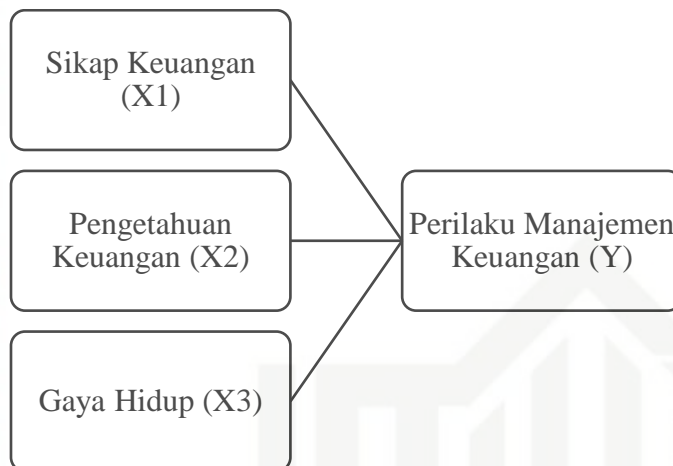 Sikap Keuangan
(X1)
Pengetahuan
Keuangan (X2)
Gaya Hidup (X3)
Perilaku Manajemen
Keuangan (Y)